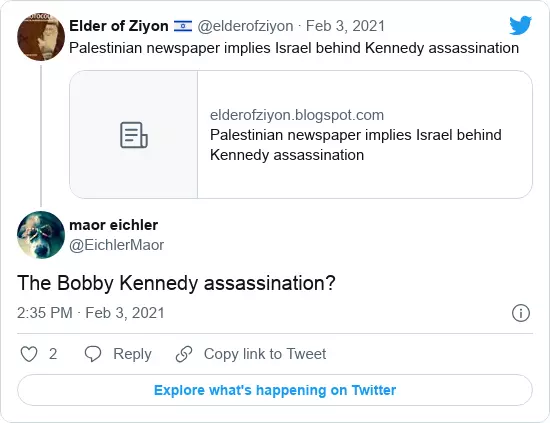 Elder of Ziyon 🇮🇱 @elderofziyon · Feb 3, 2021
Palestinian newspaper implies Israel behind Kennedy assassination
elderofziyon.blogspot.com
Palestinian newspaper implies Israel behind
Kennedy assassination
maor eichler
@EichlerMaor
The Bobby Kennedy assassination?
2:35 PM · Feb 3, 2021
2 Reply Copy link to Tweet
Explore what's happening on Twitter